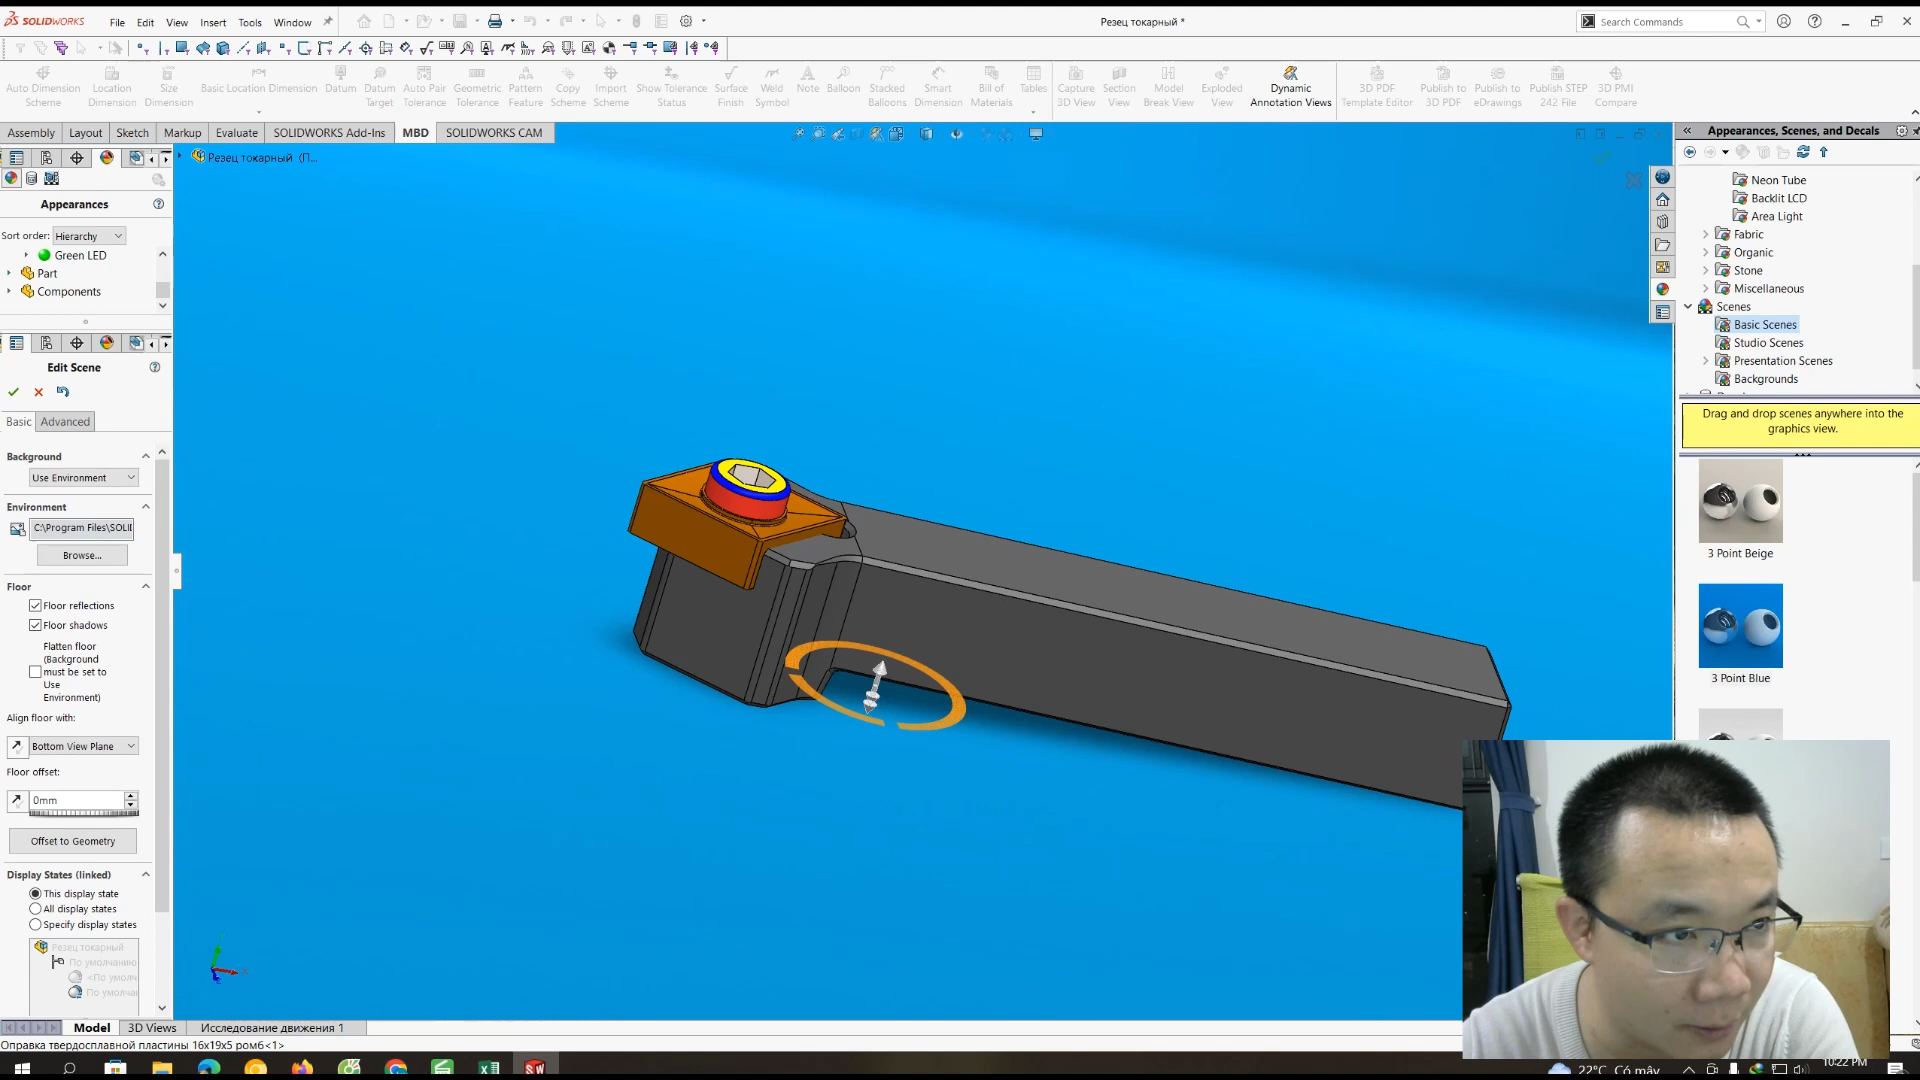 SOLIDWORKS
File Edit View Insert Tools Window
Резец токарный *
Search Commands
Auto Dimension Scheme
Location Dimension
Size Dimension
Basic Location Dimension
Datum
Datum Target
Auto Pair Tolerance
Geometric Tolerance
Pattern Feature
Copy Scheme
Import Scheme
Show Tolerance Status
Surface Finish
Weld Symbol
Note
Balloon
Stacked Balloons
Smart Dimension
Bill of Materials
Tables
Capture 3D View
Section View
Model Break View
Exploded View
Dynamic Annotation Views
3D PDF Template Editor
Publish to 3D PDF
Publish to eDrawings
Publish STEP 242 File
3D PMI Compare
Assembly Layout Sketch Markup Evaluate SOLIDWORKS Add-Ins MBD SOLIDWORKS CAM
Резец токарный (П...
Appearances
Sort order: Hierarchy
Green LED
Part
Components
Edit Scene
Basic Advanced
Background
Use Environment
Environment
C:\Program Files\SOLI
Browse...
Floor
Floor reflections
Floor shadows
Flatten floor
(Background
must be set to
Use
Environment)
Align floor with:
Bottom View Plane
Floor offset:
0mm
Offset to Geometry
Display States (linked)
This display state
All display states
Specify display states
Резец токарный
По умолчанию
<По умолч
По умолча
Model 3D Views Исследование движения 1
Оправка твердосплавной пластины 16x19x5 ромб<1>
Appearances, Scenes, and Decals
Neon Tube
Backlit LCD
Area Light
Fabric
Organic
Stone
Miscellaneous
Scenes
Basic Scenes
Studio Scenes
Presentation Scenes
Backgrounds
Drag and drop scenes anywhere into the
graphics view.
3 Point Beige
3 Point Blue
22°C Có mây
10:22 PM